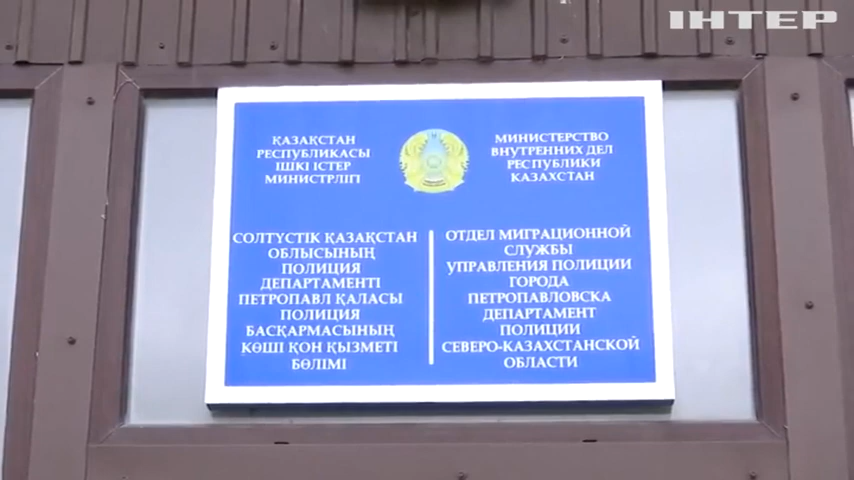 ІНТЕР
ҚАЗАҚСТАН
РЕСПУБЛИКАСЫ
ІШКІ ІСТЕР
МИНИСТРЛІГІ
МИНИСТЕРСТВО
ВНУТРЕННИХ ДЕЛ
РЕСПУБЛИКИ
КАЗАХСТАН
СОЛТҮСТІК ҚАЗАҚСТАН
ОБЛЫСЫНЫҢ
ПОЛИЦИЯ
ДЕПАРТАМЕНТІ
ПЕТРОПАВЛ ҚАЛАСЫ
ПОЛИЦИЯ
БАСҚАРМАСЫНЫҢ
КӨШІ ҚОН ҚЫЗМЕТІ
БӨЛІМІ
ОТДЕЛ МИГРАЦИОННОЙ
СЛУЖБЫ
УПРАВЛЕНИЯ ПОЛИЦИИ
ГОРОДА
ПЕТРОПАВЛОВСКА
ДЕПАРТАМЕНТ
ПОЛИЦИИ
СЕВЕРО-КАЗАХСТАНСКОЙ
ОБЛАСТИ